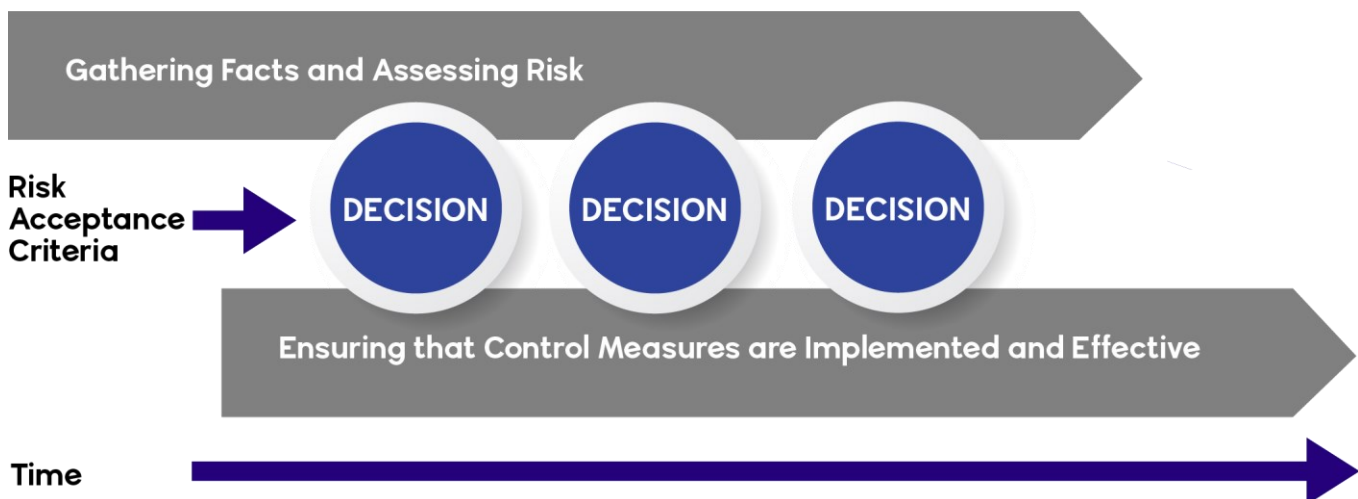 Gathering Facts and Assessing Risk
Risk
Acceptance
Criteria
DECISION
DECISION
DECISION
Ensuring that Control Measures are Implemented and Effective
Time